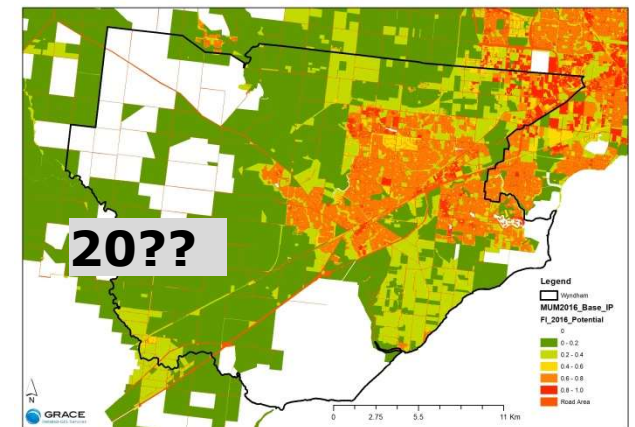 20??
Legend
Wyndham
MUM2016_Base_IP
FI_2016_Potential
0
0 - 0.2
0.2 - 0.4
0.4 - 0.6
0.6 - 0.8
0.8 - 1.0
Road Area
N
GRACE
0 2.75 5.5 11 Km